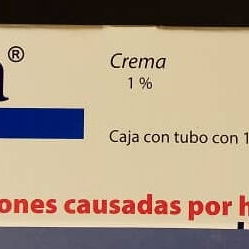 ®
Crema
1 %
Caja con tubo con 1
ones causadas por h